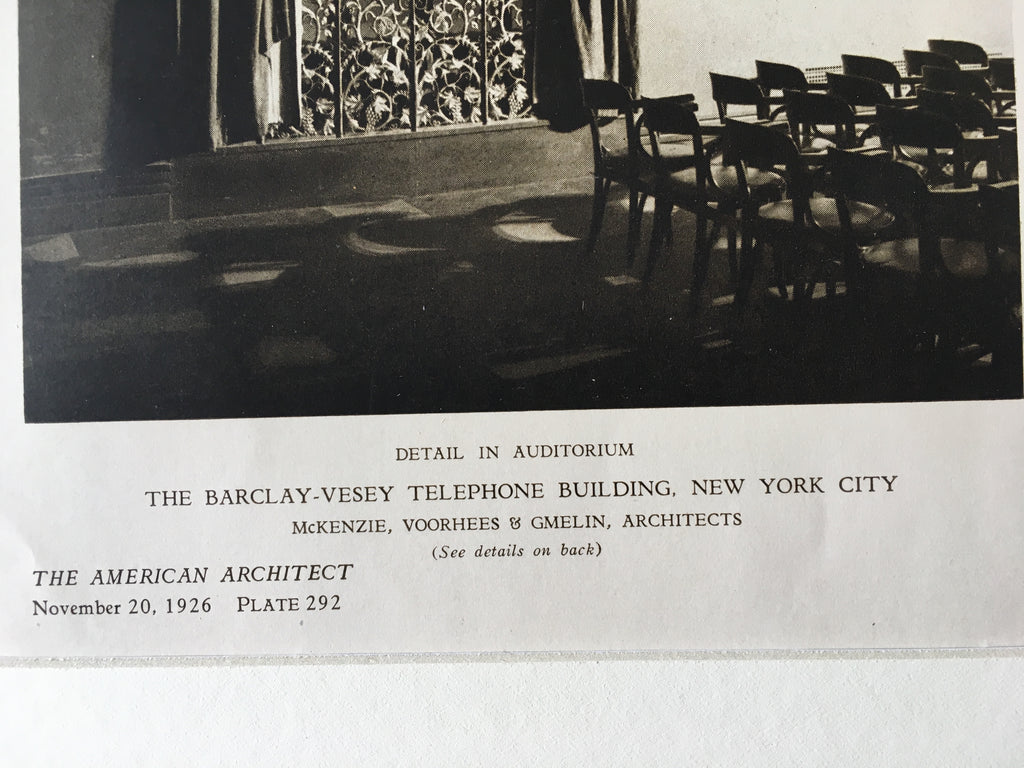 DETAIL IN AUDITORIUM
THE BARCLAY-VESEY TELEPHONE BUILDING, NEW YORK CITY
McKENZIE, VOORHEES & GMELIN, ARCHITECTS
(See details on back)
THE AMERICAN ARCHITECT
November 20, 1926 PLATE 292